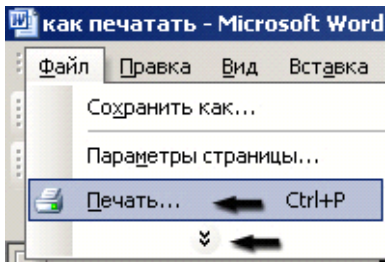 как печатать - Microsoft Word
Файл Правка Вид Вставка
Сохранить как...
Параметры страницы...
Печать... Ctrl+P